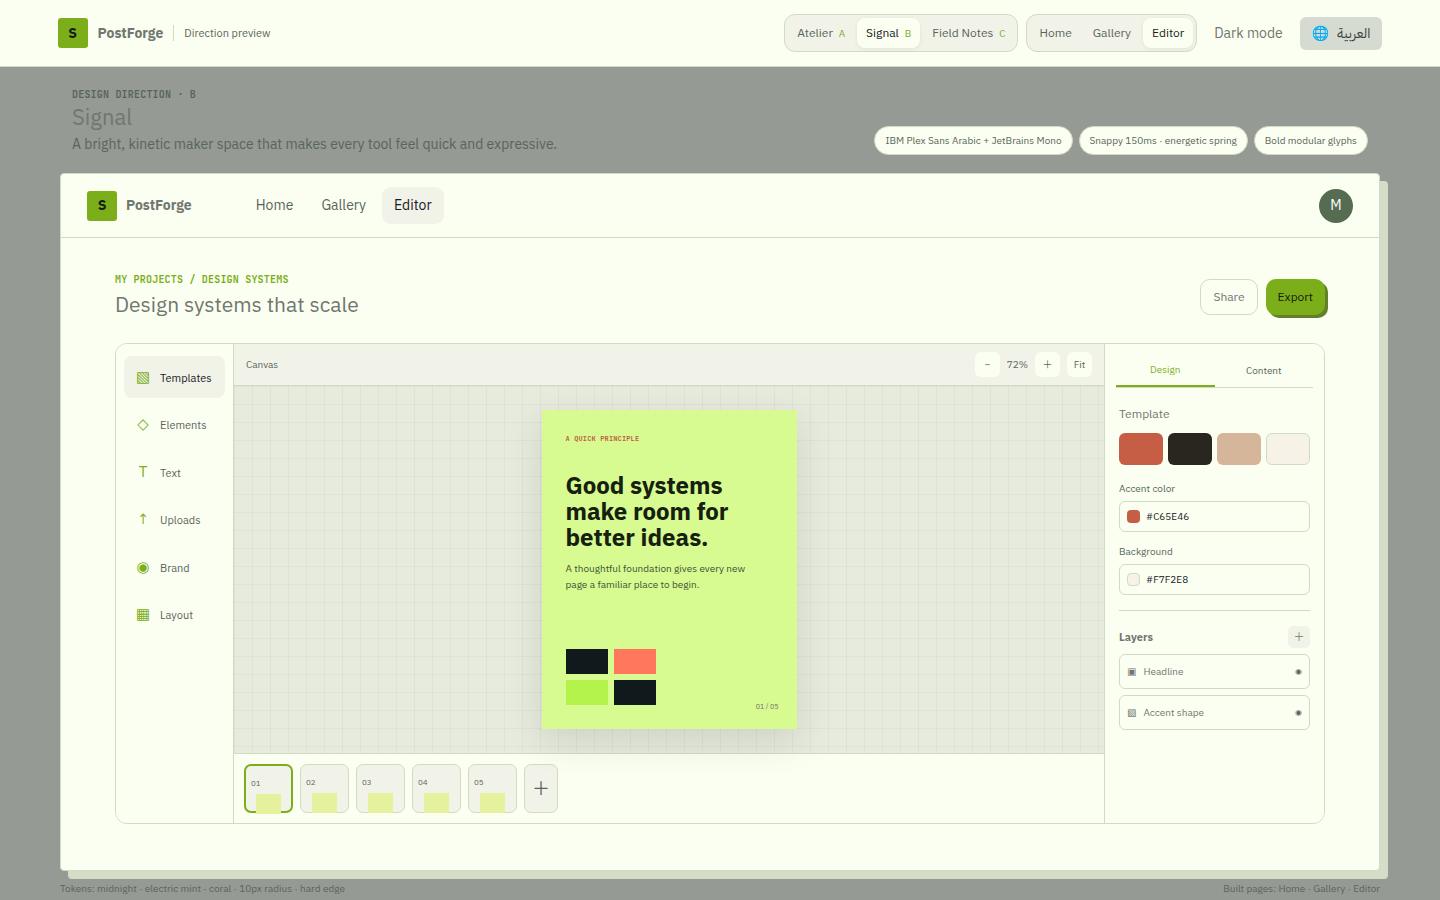 S PostForge Direction preview
Atelier A Signal B Field Notes C
Home Gallery Editor
Dark mode
العربية
DESIGN DIRECTION · B
Signal
A bright, kinetic maker space that makes every tool feel quick and expressive.
IBM Plex Sans Arabic + JetBrains Mono
Snappy 150ms · energetic spring
Bold modular glyphs
S PostForge
Home Gallery Editor
M
MY PROJECTS / DESIGN SYSTEMS
Design systems that scale
Share Export
Templates
Elements
T Text
Uploads
Brand
Layout
Canvas
− 72% + Fit
A QUICK PRINCIPLE
Good systems
make room for
better ideas.
A thoughtful foundation gives every new
page a familiar place to begin.
01 / 05
01 02 03 04 05 +
Design Content
Template
Accent color
#C65E46
Background
#F7F2E8
Layers +
Headline
Accent shape
Tokens: midnight · electric mint · coral · 10px radius · hard edge
Built pages: Home · Gallery · Editor